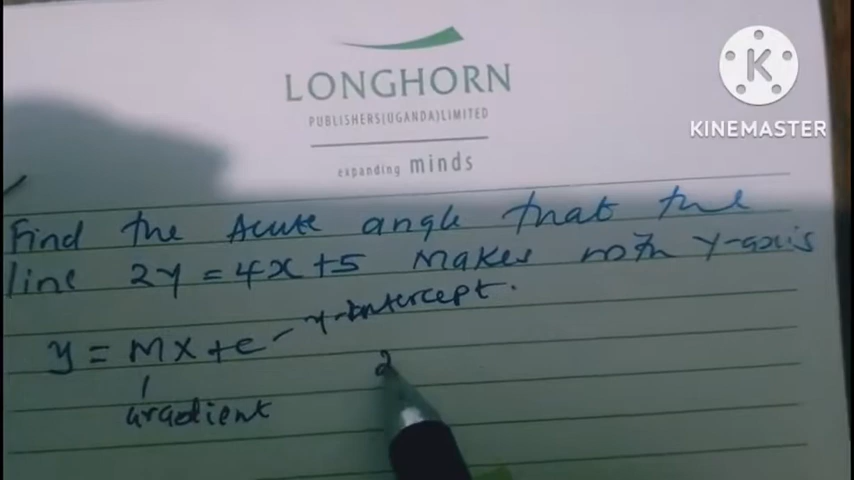 LONGHORN
PUBLISHERS(UGANDA)LIMITED
expanding minds
KINEMASTER
Find the Acute angle that the
line 2y = 4x + 5 makes with Y-axis
y = Mx + c - y-intercept.
gradient
2